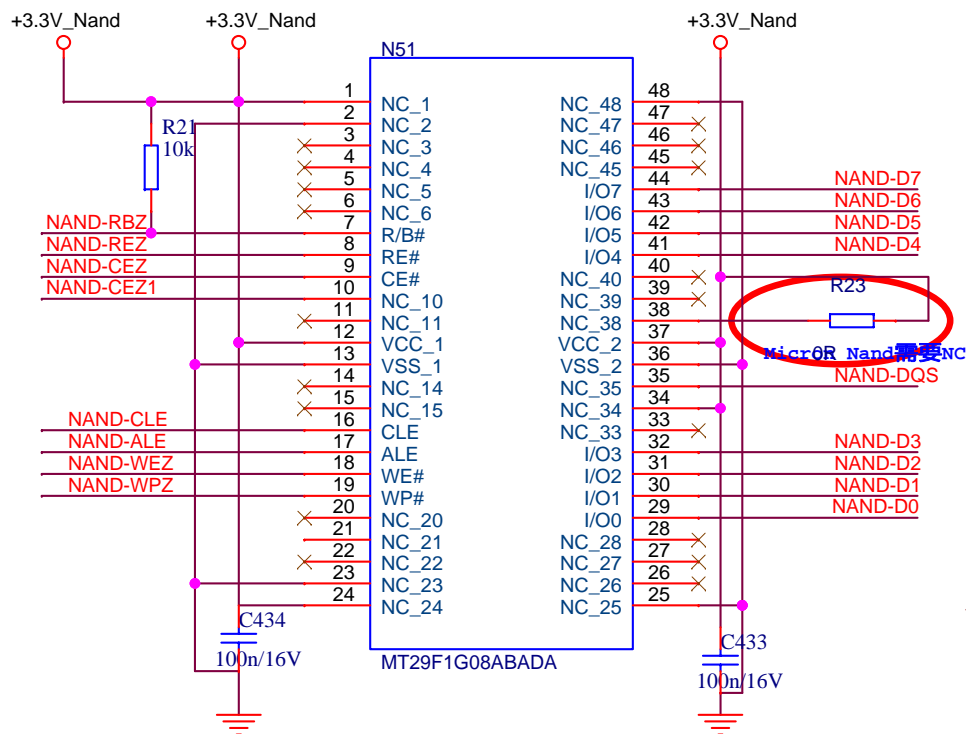 +3.3V_Nand
+3.3V_Nand
+3.3V_Nand
N51
1
2
3
4
5
6
7
8
9
10
11
12
13
14
15
16
17
18
19
20
21
22
23
24
NC_1
NC_2
NC_3
NC_4
NC_5
NC_6
R/B#
RE#
CE#
NC_10
NC_11
VCC_1
VSS_1
NC_14
NC_15
CLE
ALE
WE#
WP#
NC_20
NC_21
NC_22
NC_23
NC_24
NC_48
NC_47
NC_46
NC_45
I/O7
I/O6
I/O5
I/O4
NC_40
NC_39
NC_38
VCC_2
VSS_2
NC_35
NC_34
NC_33
I/O3
I/O2
I/O1
I/O0
NC_28
NC_27
NC_26
NC_25
48
47
46
45
44
43
42
41
40
39
38
37
36
35
34
33
32
31
30
29
28
27
26
25
R21
10k
NAND-RBZ
NAND-REZ
NAND-CEZ
NAND-CEZ1
NAND-CLE
NAND-ALE
NAND-WEZ
NAND-WPZ
NAND-D7
NAND-D6
NAND-D5
NAND-D4
R23
0R
Micron Nand需要NC
NAND-DQS
NAND-D3
NAND-D2
NAND-D1
NAND-D0
C434
100n/16V
C433
100n/16V
MT29F1G08ABADA